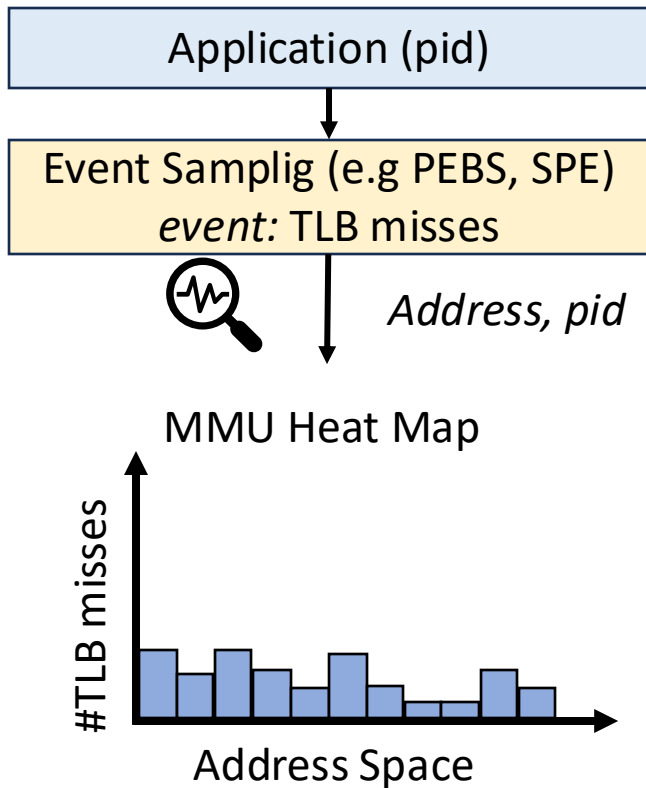 Application (pid)
Event Samplig (e.g PEBS, SPE)
event: TLB misses
Address, pid
MMU Heat Map
#TLB misses
Address Space